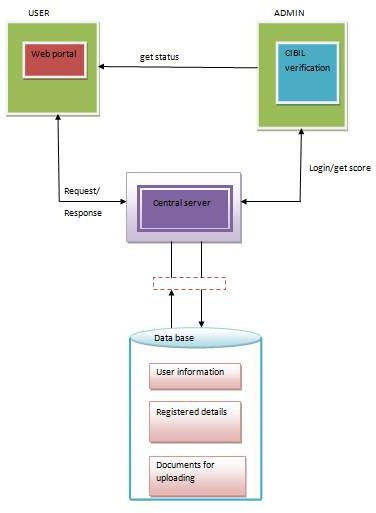 USER
ADMIN
Web portal
get status
CIBIL
verification
Login/get score
Request/
Response
Central server
Data base
User information
Registered details
Documents for
uploading